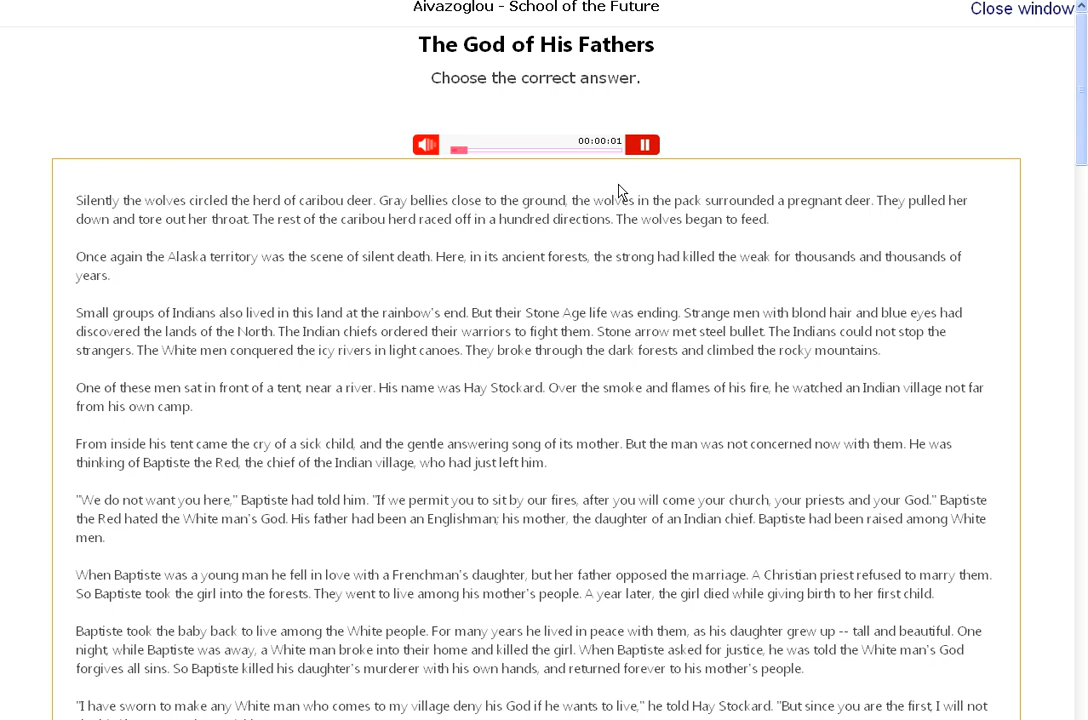 Aivazoglou - School of the Future
Close window
The God of His Fathers
Choose the correct answer.
00:00:01
Silently the wolves circled the herd of caribou deer. Gray bellies close to the ground, the wolves in the pack surrounded a pregnant deer. They pulled her
down and tore out her throat. The rest of the caribou herd raced off in a hundred directions. The wolves began to feed.
Once again the Alaska territory was the scene of silent death. Here, in its ancient forests, the strong had killed the weak for thousands and thousands of
years.
Small groups of Indians also lived in this land at the rainbow's end. But their Stone Age life was ending. Strange men with blond hair and blue eyes had
discovered the lands of the North. The Indian chiefs ordered their warriors to fight them. Stone arrow met steel bullet. The Indians could not stop the
strangers. The White men conquered the icy rivers in light canoes. They broke through the dark forests and climbed the rocky mountains.
One of these men sat in front of a tent, near a river. His name was Hay Stockard. Over the smoke and flames of his fire, he watched an Indian village not far
from his own camp.
From inside his tent came the cry of a sick child, and the gentle answering song of its mother. But the man was not concerned now with them. He was
thinking of Baptiste the Red, the chief of the Indian village, who had just left him.
"We do not want you here," Baptiste had told him. "If we permit you to sit by our fires, after you will come your church, your priests and your God." Baptiste
the Red hated the White man's God. His father had been an Englishman; his mother, the daughter of an Indian chief. Baptiste had been raised among White
men.
When Baptiste was a young man he fell in love with a Frenchman's daughter, but her father opposed the marriage. A Christian priest refused to marry them.
So Baptiste took the girl into the forests. They went to live among his mother's people. A year later, the girl died while giving birth to her first child.
Baptiste took the baby back to live among the White people. For many years he lived in peace with them, as his daughter grew up -- tall and beautiful. One
night, while Baptiste was away, a White man broke into their home and killed the girl. When Baptiste asked for justice, he was told the White man's God
forgives all sins. So Baptiste killed his daughter's murderer with his own hands, and returned forever to his mother's people.
"I have sworn to make any White man who comes to my village deny his God if he wants to live," he told Hay Stockard. "But since you are the first, I will not